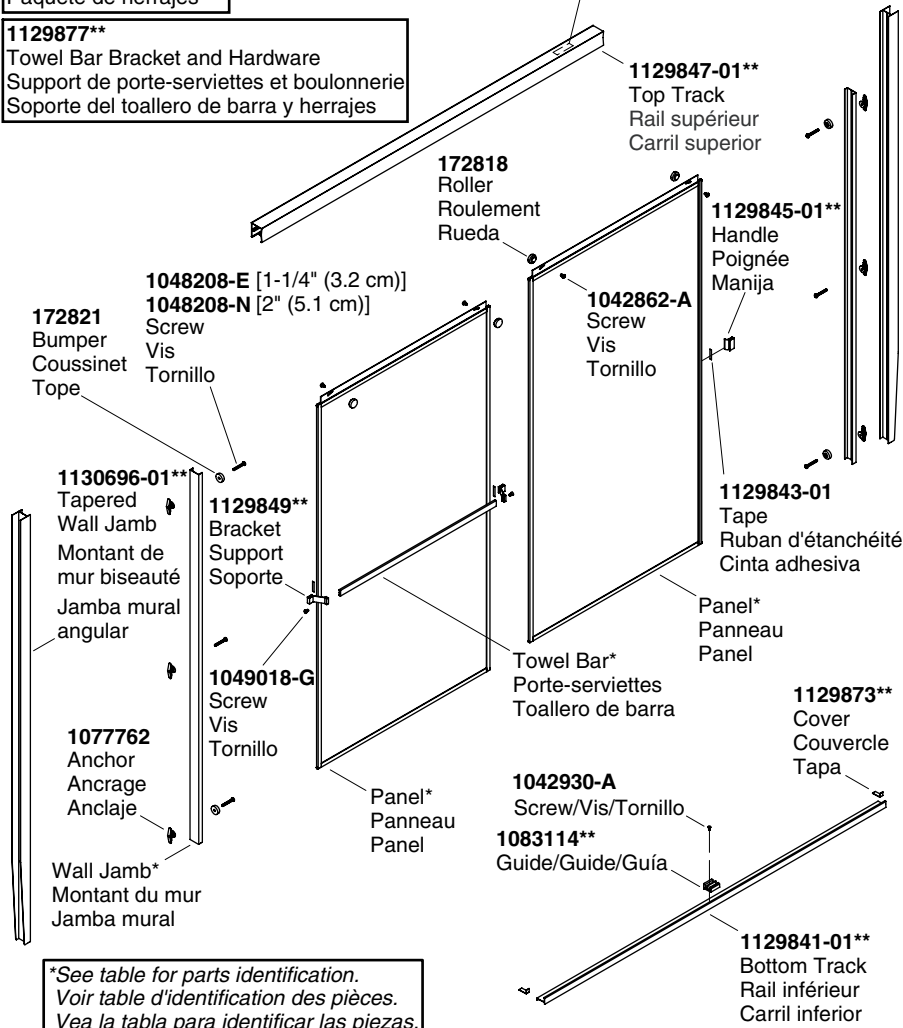 Paquete de herrajes
1129877**
Towel Bar Bracket and Hardware
Support de porte-serviettes et boulonnerie
Soporte del toallero de barra y herrajes
1129847-01**
Top Track
Rail supérieur
Carril superior
172818
Roller
Roulement
Rueda
1129845-01**
Handle
Poignée
Manija
1048208-E [1-1/4" (3.2 cm)]
1048208-N [2" (5.1 cm)]
Screw
Vis
Tornillo
1042862-A
Screw
Vis
Tornillo
172821
Bumper
Coussinet
Tope
1130696-01**
Tapered
Wall Jamb
Montant de
mur biseauté
Jamba mural
angular
1129849**
Bracket
Support
Soporte
1129843-01
Tape
Ruban d'étanchéité
Cinta adhesiva
Panel*
Panneau
Panel
Towel Bar*
Porte-serviettes
Toallero de barra
1049018-G
Screw
Vis
Tornillo
1129873**
Cover
Couvercle
Tapa
1077762
Anchor
Ancrage
Anclaje
Panel*
Panneau
Panel
1042930-A
Screw/Vis/Tornillo
1083114**
Guide/Guide/Guía
Wall Jamb*
Montant du mur
Jamba mural
1129841-01**
Bottom Track
Rail inférieur
Carril inferior
*See table for parts identification.
Voir table d'identification des pièces.
Vea la tabla para identificar las piezas.